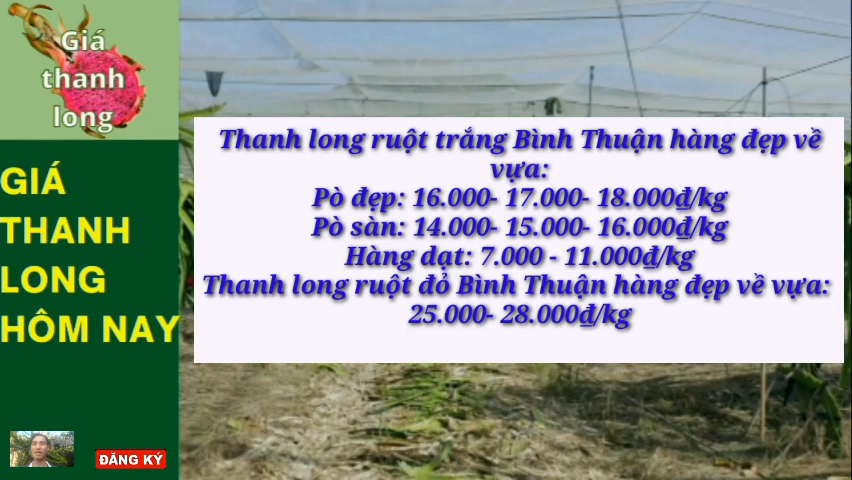 Giá
thanh
long
GIÁ
THANH
LONG
HÔM NAY
ĐĂNG KÝ
Thanh long ruột trắng Bình Thuận hàng đẹp về
vựa:
Pò đẹp: 16.000- 17.000- 18.000₫/kg
Pò sàn: 14.000- 15.000- 16.000₫/kg
Hàng dạt: 7.000 - 11.000₫/kg
Thanh long ruột đỏ Bình Thuận hàng đẹp về vựa:
25.000- 28.000₫/kg